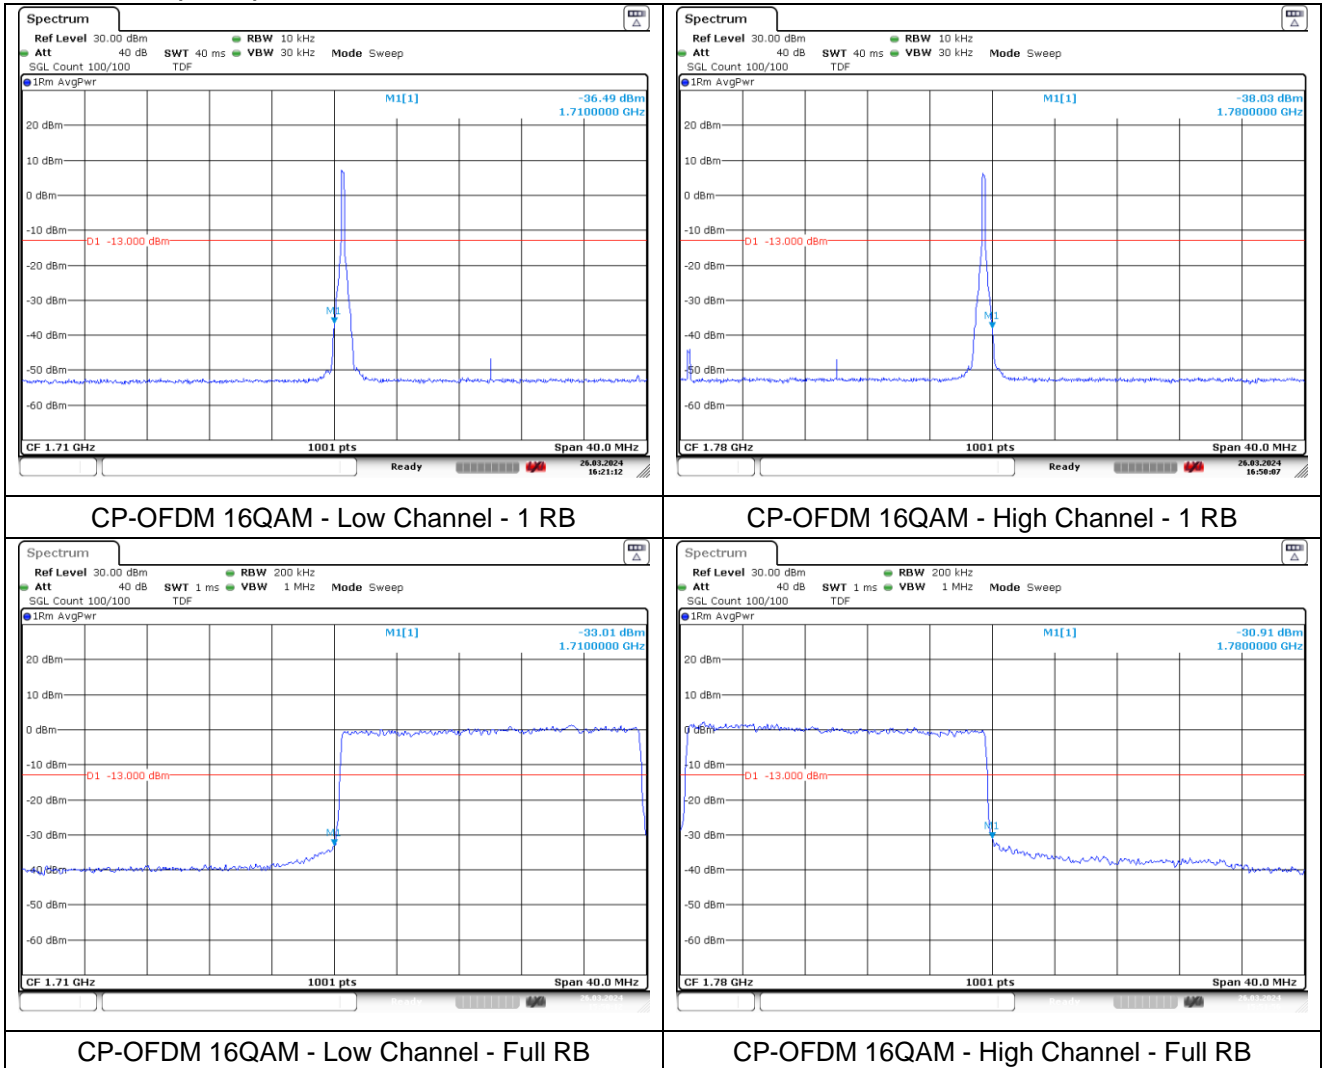 Spectrum
Ref Level 30.00 dBm RBW 10 kHz
Att 40 dB SWT 40 ms VBW 30 kHz Mode Sweep
SGL Count 100/100 TDF
1Rm AvgPwr
M1[1] -36.49 dBm
1.7100000 GHz
20 dBm
10 dBm
0 dBm
-10 dBm
D1 -13.000 dBm
-20 dBm
-30 dBm
M1
-40 dBm
-50 dBm
-60 dBm
CF 1.71 GHz 1001 pts Span 40.0 MHz
Ready 26.03.2024
16:21:12
CP-OFDM 16QAM - Low Channel - 1 RB
Spectrum
Ref Level 30.00 dBm RBW 10 kHz
Att 40 dB SWT 40 ms VBW 30 kHz Mode Sweep
SGL Count 100/100 TDF
1Rm AvgPwr
M1[1] -38.03 dBm
1.7800000 GHz
20 dBm
10 dBm
0 dBm
-10 dBm
D1 -13.000 dBm
-20 dBm
-30 dBm
M1
-40 dBm
-50 dBm
-60 dBm
CF 1.78 GHz 1001 pts Span 40.0 MHz
Ready 26.03.2024
16:50:07
CP-OFDM 16QAM - High Channel - 1 RB
Spectrum
Ref Level 30.00 dBm RBW 200 kHz
Att 40 dB SWT 1 ms VBW 1 MHz Mode Sweep
SGL Count 100/100 TDF
1Rm AvgPwr
M1[1] -33.01 dBm
1.7100000 GHz
20 dBm
10 dBm
0 dBm
-10 dBm
D1 -13.000 dBm
-20 dBm
-30 dBm
M1
-40 dBm
-50 dBm
-60 dBm
CF 1.71 GHz 1001 pts Span 40.0 MHz
Ready 26.03.2024
CP-OFDM 16QAM - Low Channel - Full RB
Spectrum
Ref Level 30.00 dBm RBW 200 kHz
Att 40 dB SWT 1 ms VBW 1 MHz Mode Sweep
SGL Count 100/100 TDF
1Rm AvgPwr
M1[1] -30.91 dBm
1.7800000 GHz
20 dBm
10 dBm
0 dBm
-10 dBm
D1 -13.000 dBm
-20 dBm
-30 dBm
M1
-40 dBm
-50 dBm
-60 dBm
CF 1.78 GHz 1001 pts Span 40.0 MHz
Ready 26.03.2024
CP-OFDM 16QAM - High Channel - Full RB